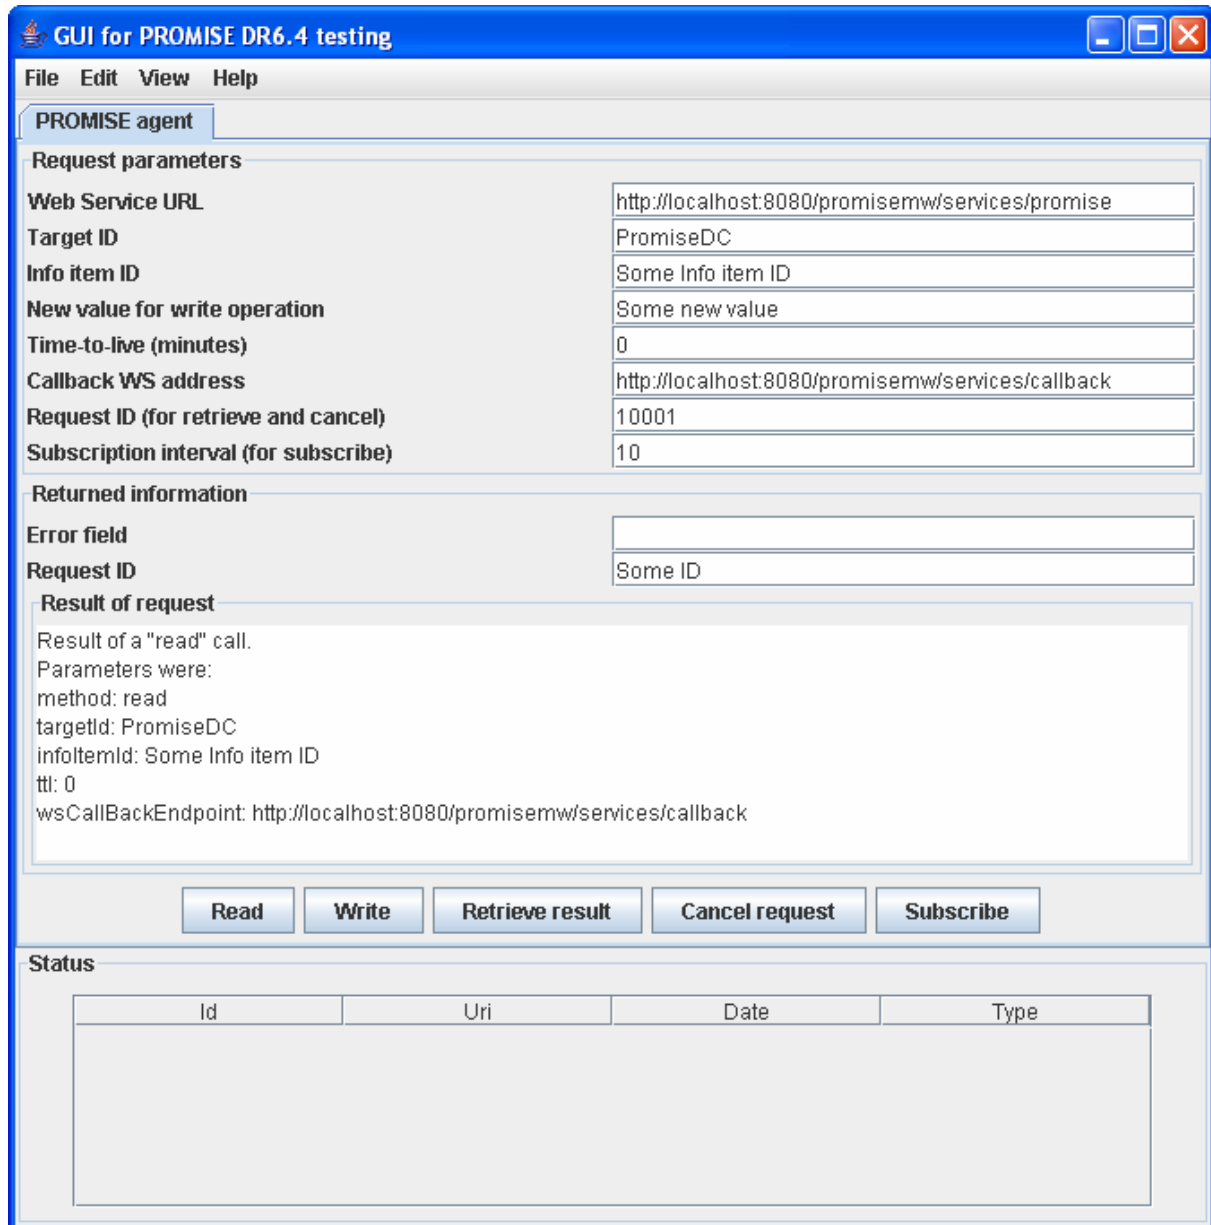 GUI for PROMISE DR6.4 testing
File Edit View Help
PROMISE agent
Request parameters
Web Service URL http://localhost:8080/promisemw/services/promise
Target ID PromiseDC
Info item ID Some Info item ID
New value for write operation Some new value
Time-to-live (minutes) 0
Callback WS address http://localhost:8080/promisemw/services/callback
Request ID (for retrieve and cancel) 10001
Subscription interval (for subscribe) 10
Returned information
Error field
Request ID Some ID
Result of request
Result of a "read" call.
Parameters were:
method: read
targetId: PromiseDC
infoItemId: Some Info item ID
ttl: 0
wsCallBackEndpoint: http://localhost:8080/promisemw/services/callback
Read Write Retrieve result Cancel request Subscribe
Status
Id Uri Date Type